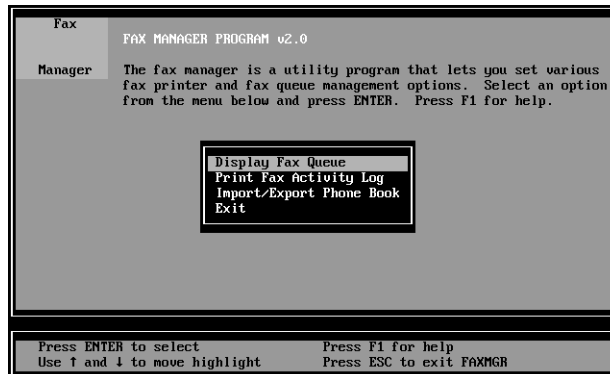 Fax
Manager
FAX MANAGER PROGRAM v2.0
The fax manager is a utility program that lets you set various
fax printer and fax queue management options.  Select an option
from the menu below and press ENTER.  Press F1 for help.
Display Fax Queue
Print Fax Activity Log
Import/Export Phone Book
Exit
Press ENTER to select
Press F1 for help
Use ↑ and ↓ to move highlight
Press ESC to exit FAXMGR